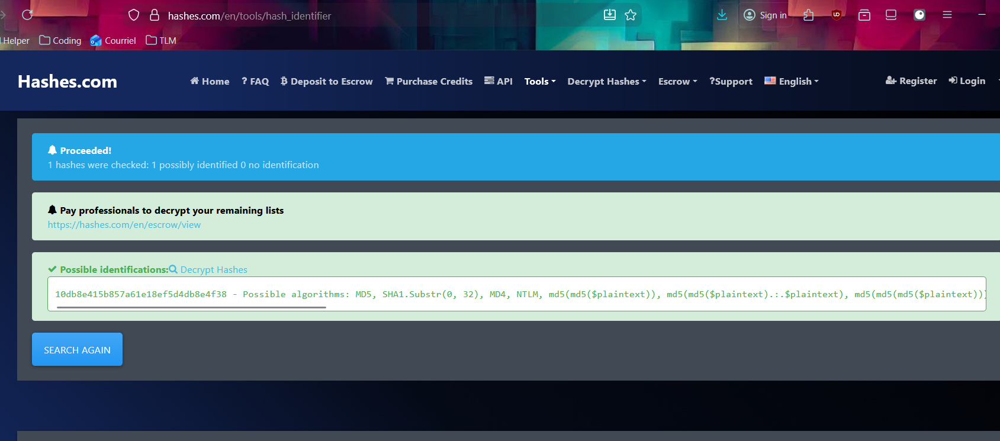 hashes.com/en/tools/hash_identifier
Sign in
Helper Coding Courriel TLM
Hashes.com
Home ? FAQ Deposit to Escrow Purchase Credits API Tools Decrypt Hashes Escrow ?Support English Register Login
Proceeded!
1 hashes were checked: 1 possibly identified 0 no identification
Pay professionals to decrypt your remaining lists
https://hashes.com/en/escrow/view
Possible identifications: Decrypt Hashes
10db8e415b857a61e18ef5d4db8e4f38 - Possible algorithms: MD5, SHA1.Substr(0, 32), MD4, NTLM, md5(md5($plaintext)), md5(md5($plaintext).:.$plaintext), md5(md5(md5($plaintext)))
SEARCH AGAIN